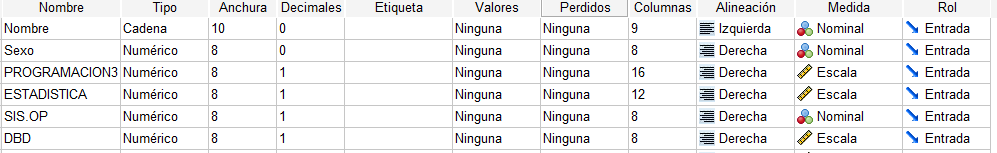 Nombre Tipo Anchura Decimales Etiqueta Valores Perdidos Columnas Alineación Medida Rol
Nombre Cadena 10 0 Ninguna Ninguna 9 Izquierda Nominal Entrada
Sexo Numérico 8 0 Ninguna Ninguna 8 Derecha Nominal Entrada
PROGRAMACION3 Numérico 8 1 Ninguna Ninguna 16 Derecha Escala Entrada
ESTADISTICA Numérico 8 1 Ninguna Ninguna 12 Derecha Escala Entrada
SIS.OP Numérico 8 1 Ninguna Ninguna 8 Derecha Nominal Entrada
DBD Numérico 8 1 Ninguna Ninguna 8 Derecha Escala Entrada